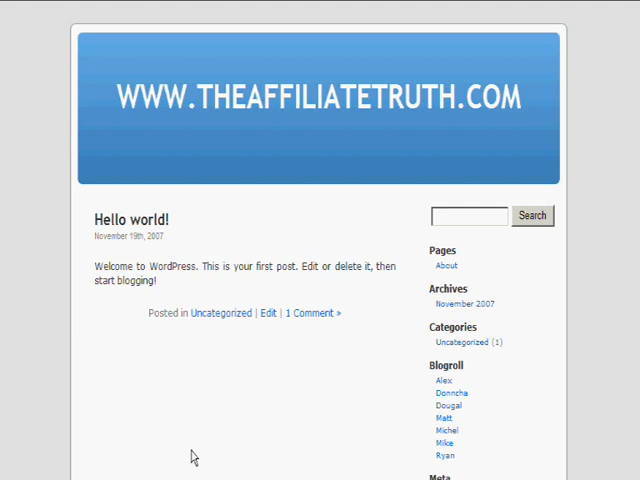 WWW.THEAFFILIATETRUTH.COM
Hello world!
November 19th, 2007
Welcome to WordPress. This is your first post. Edit or delete it, then
start blogging!
Posted in Uncategorized | Edit | 1 Comment »
Search
Pages
About
Archives
November 2007
Categories
Uncategorized (1)
Blogroll
Alex
Donncha
Dougal
Matt
Michel
Mike
Ryan
Meta